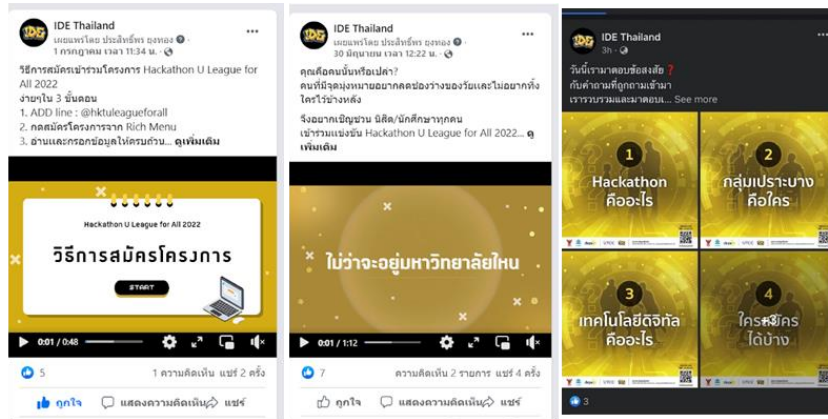 IDE Thailand
เผยแพร่โดย ประสิทธิ์พร ยงทอง
1 กรกฎาคม เวลา 11:34 น.
วิธีการสมัครเข้าร่วมโครงการ Hackathon U League for
All 2022
ง่ายๆใน 3 ขั้นตอน
1. ADD line : @hktuleagueforall
2. กดสมัครโครงการจาก Rich Menu
3. อ่านและกรอกข้อมูลให้ครบถ้วน... ดูเพิ่มเติม
Hackathon U League for All 2022
วิธีการสมัครโครงการ
START
0:01 / 0:48
5
1 ความคิดเห็น แชร์ 2 ครั้ง
ถูกใจ แสดงความคิดเห็น แชร์
IDE Thailand
เผยแพร่โดย ประสิทธิ์พร ยงทอง
30 มิถุนายน เวลา 12:22 น.
คุณคือคนนั้นหรือเปล่า?
คนที่มีจุดมุ่งหมายอยากลดช่องว่างของวัยและไม่อยากทิ้ง
ใครไว้ข้างหลัง
จึงอยากเชิญชวน นิสิต/นักศึกษาทุกคน
เข้าร่วมแข่งขัน Hackathon U League for All 2022... ดู
เพิ่มเติม
ไม่ว่าจะอยู่มหาวิทยาลัยไหน
0:01 / 1:12
7
ความคิดเห็น 2 รายการ แชร์ 4 ครั้ง
ถูกใจ แสดงความคิดเห็น แชร์
IDE Thailand
3h
วันนี้เรามาตอบข้อสงสัย ❓
กับคำถามที่ถูกถามเข้ามา
เรารวบรวมและมาตอบเ... See more
1
Hackathon
คืออะไร
2
กลุ่มเปราะบาง
คือใคร
3
เทคโนโลยีดิจิทัล
คืออะไร
4
ใครสมัคร
ได้บ้าง
+3
3